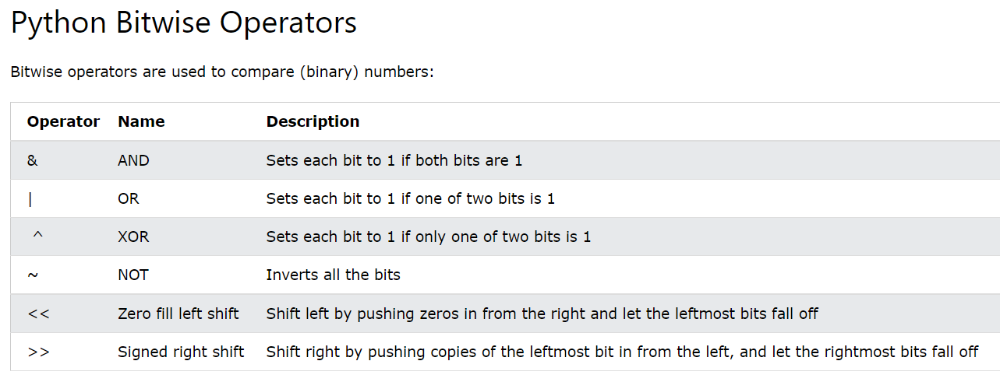 Python Bitwise Operators
Bitwise operators are used to compare (binary) numbers:
Operator Name Description
& AND Sets each bit to 1 if both bits are 1
| OR Sets each bit to 1 if one of two bits is 1
^ XOR Sets each bit to 1 if only one of two bits is 1
~ NOT Inverts all the bits
<< Zero fill left shift Shift left by pushing zeros in from the right and let the leftmost bits fall off
>> Signed right shift Shift right by pushing copies of the leftmost bit in from the left, and let the rightmost bits fall off